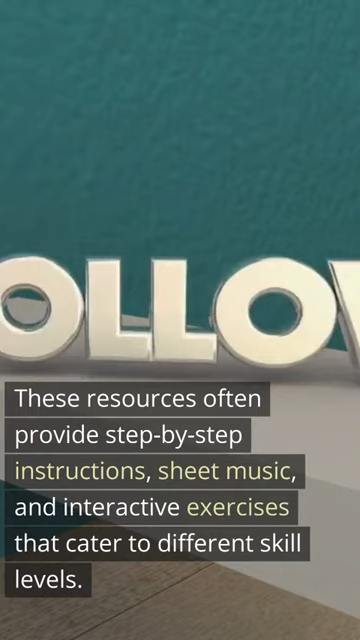 OLLOW
These resources often
provide step-by-step
instructions, sheet music,
and interactive exercises
that cater to different skill
levels.